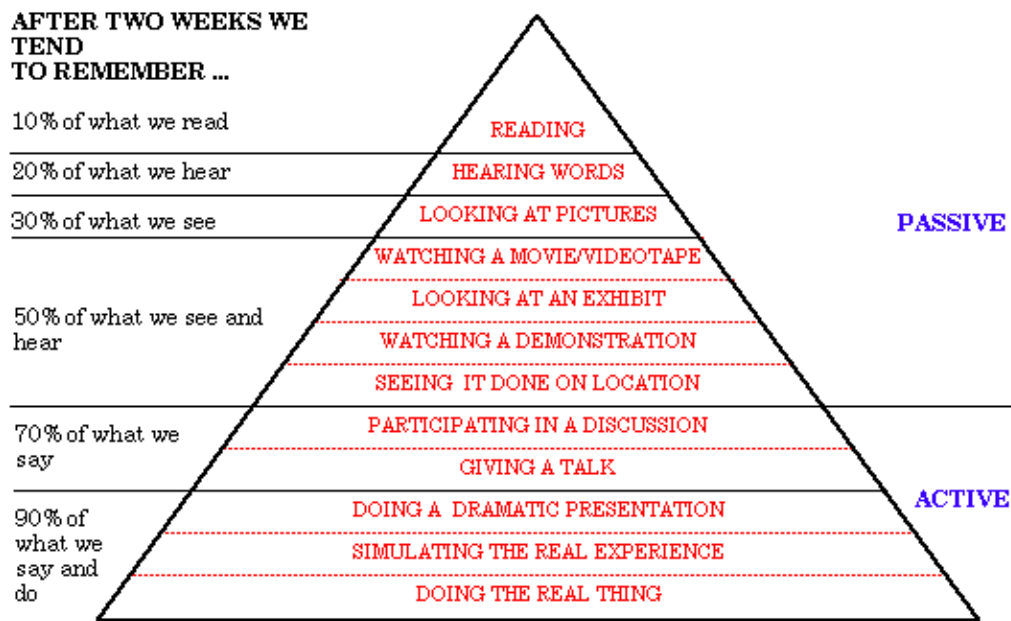 AFTER TWO WEEKS WE
TEND
TO REMEMBER ...
10% of what we read
READING
20% of what we hear
HEARING WORDS
30% of what we see
LOOKING AT PICTURES
PASSIVE
WATCHING A MOVIE/VIDEOTAPE
LOOKING AT AN EXHIBIT
50% of what we see and
hear
WATCHING A DEMONSTRATION
SEEING IT DONE ON LOCATION
70% of what we
say
PARTICIPATING IN A DISCUSSION
GIVING A TALK
ACTIVE
90% of
what we
say and
do
DOING A DRAMATIC PRESENTATION
SIMULATING THE REAL EXPERIENCE
DOING THE REAL THING